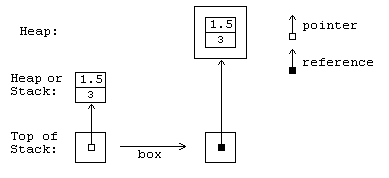 Heap:
1.5
3
pointer
reference
Heap or
Stack:
1.5
3
Top of
Stack:
box